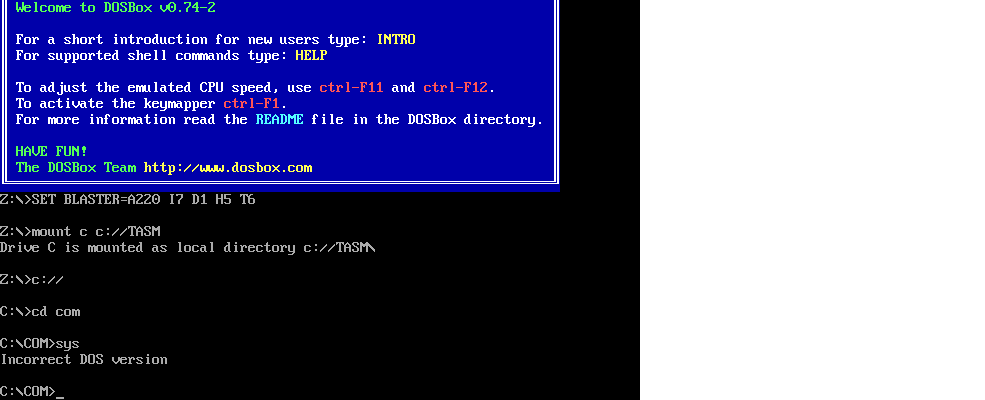 Welcome to DOSBox v0.74-2
For a short introduction for new users type: INTRO
For supported shell commands type: HELP
To adjust the emulated CPU speed, use ctrl-F11 and ctrl-F12.
To activate the keymapper ctrl-F1.
For more information read the README file in the DOSBox directory.
HAVE FUN!
The DOSBox Team http://www.dosbox.com
Z:\>SET BLASTER=A220 I7 D1 H5 T6
Z:\>mount c c://TASM
Drive C is mounted as local directory c://TASM\
Z:\>c://
C:\>cd com
C:\COM>sys
Incorrect DOS version
C:\COM>_